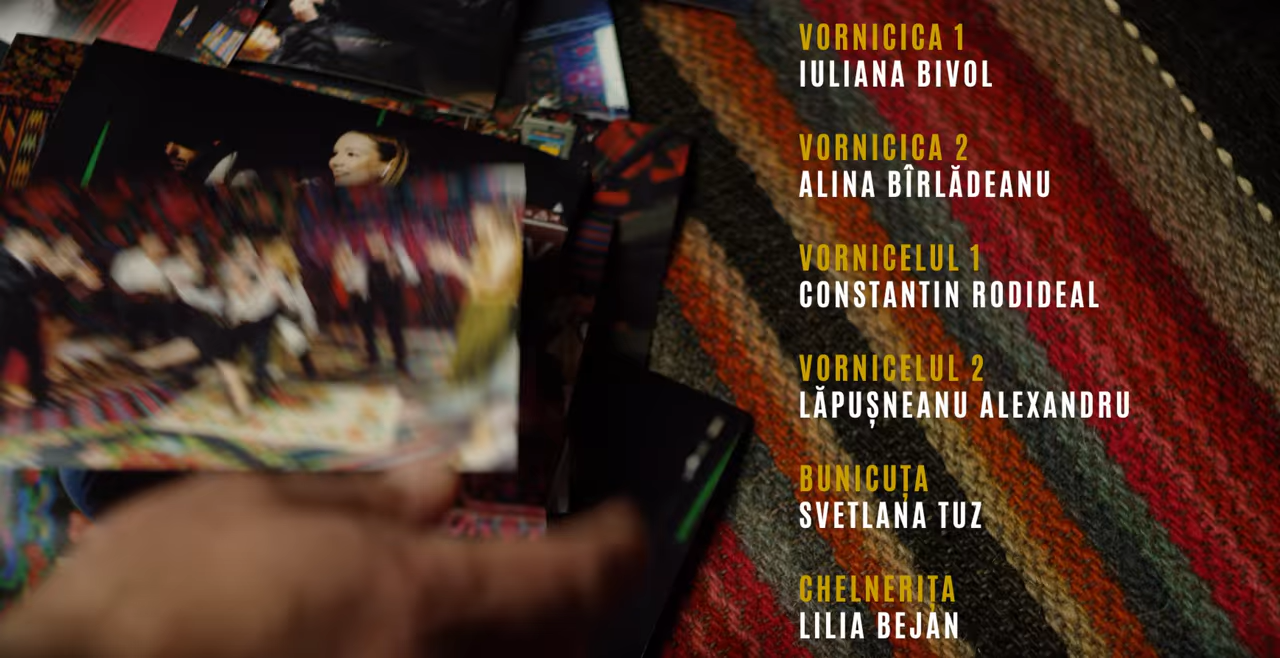 VORNICICA 1
IULIANA BIVOL
VORNICICA 2
ALINA BÎRLĂDEANU
VORNICELUL 1
CONSTANTIN RODIDEAL
VORNICELUL 2
LĂPUȘNEANU ALEXANDRU
BUNICUȚA
SVETLANA TUZ
CHELNERIȚA
LILIA BEJAN